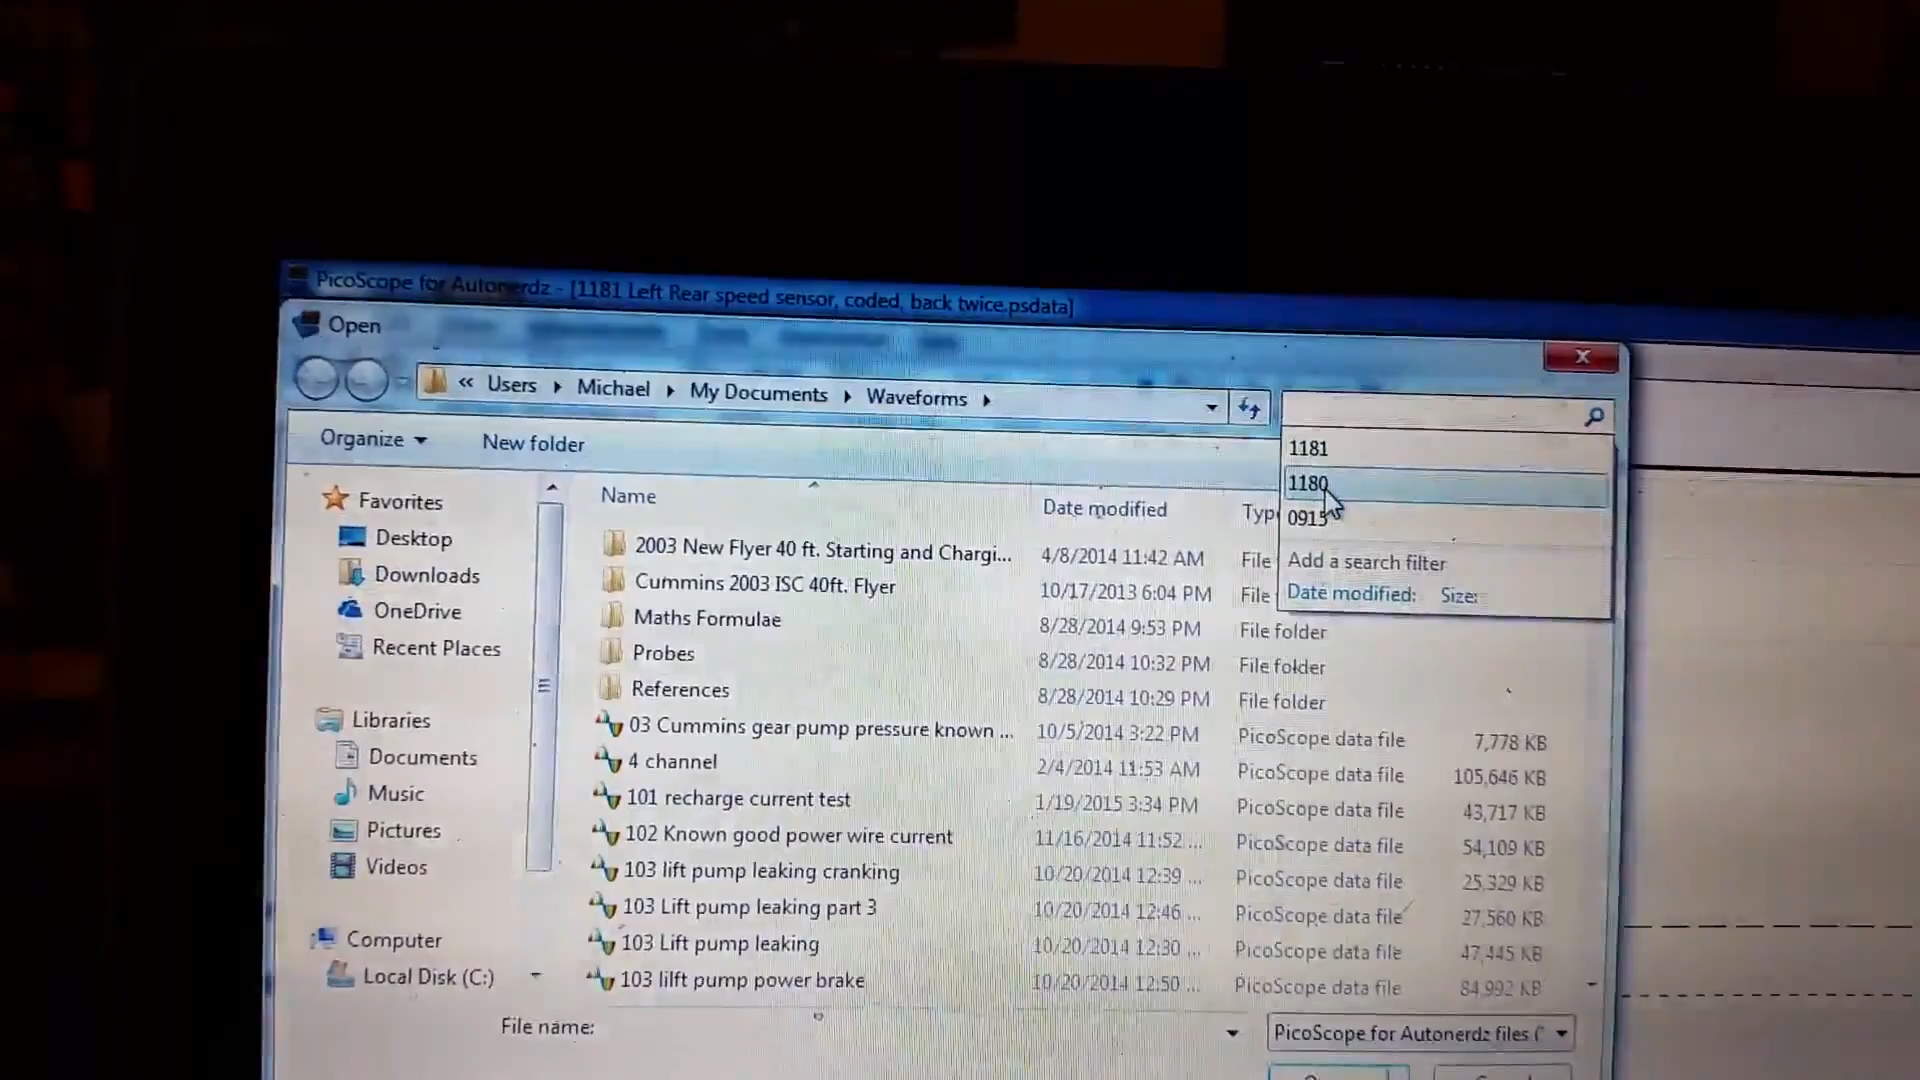 PicoScope for Autonerdz - [1181 Left Rear speed sensor, coded, back twice.psdata]
Open
« Users Michael My Documents Waveforms
Organize New folder
1181
1180
0915
Add a search filter
Date modified: Size:
Favorites
Desktop
Downloads
OneDrive
Recent Places
Libraries
Documents
Music
Pictures
Videos
Computer
Local Disk (C:)
Name Date modified Typ
2003 New Flyer 40 ft. Starting and Chargi... 4/8/2014 11:42 AM File
Cummins 2003 ISC 40ft. Flyer 10/17/2013 6:04 PM File
Maths Formulae 8/28/2014 9:53 PM File folder
Probes 8/28/2014 10:32 PM File folder
References 8/28/2014 10:29 PM File folder
03 Cummins gear pump pressure known ... 10/5/2014 3:22 PM PicoScope data file 7,778 KB
4 channel 2/4/2014 11:53 AM PicoScope data file 105,646 KB
101 recharge current test 1/19/2015 3:34 PM PicoScope data file 43,717 KB
102 Known good power wire current 11/16/2014 11:52 ... PicoScope data file 54,109 KB
103 lift pump leaking cranking 10/20/2014 12:39 ... PicoScope data file 25,329 KB
103 Lift pump leaking part 3 10/20/2014 12:46 ... PicoScope data file 27,560 KB
103 Lift pump leaking 10/20/2014 12:30 ... PicoScope data file 47,445 KB
103 lilft pump power brake 10/20/2014 12:50 ... PicoScope data file 84,992 KB
File name: PicoScope for Autonerdz files (